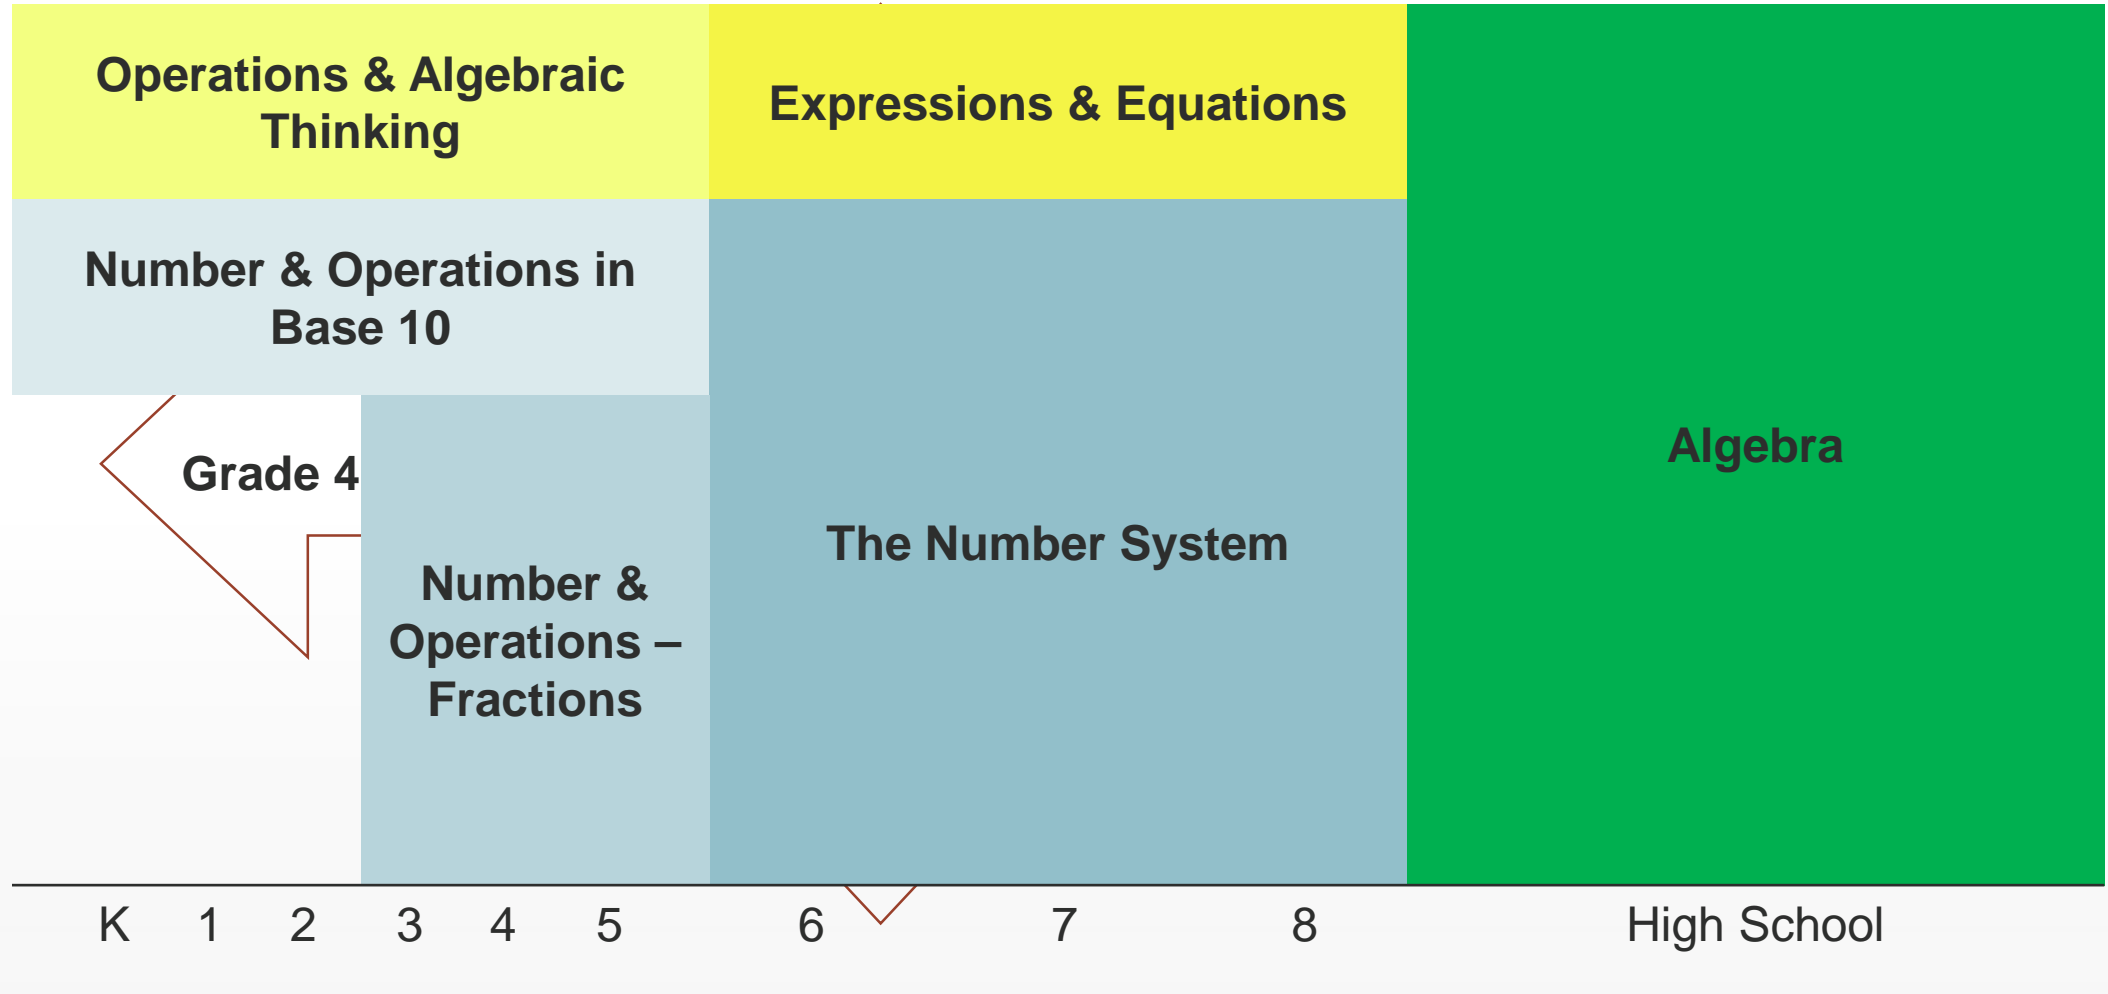 Operations & Algebraic
Thinking
Expressions & Equations
Number & Operations in
Base 10
Algebra
Grade 4
The Number System
Number &
Operations –
Fractions
K 1 2 3 4 5 6 7 8 High School